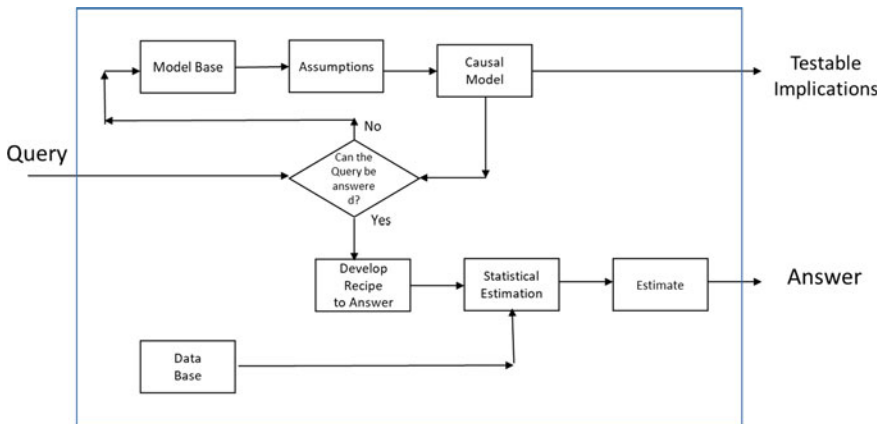 Model Base
Assumptions
Causal
Model
Testable
Implications
No
Query
Can the
Query be
answere
d?
Yes
Develop
Recipe
to Answer
Statistical
Estimation
Estimate
Answer
Data
Base